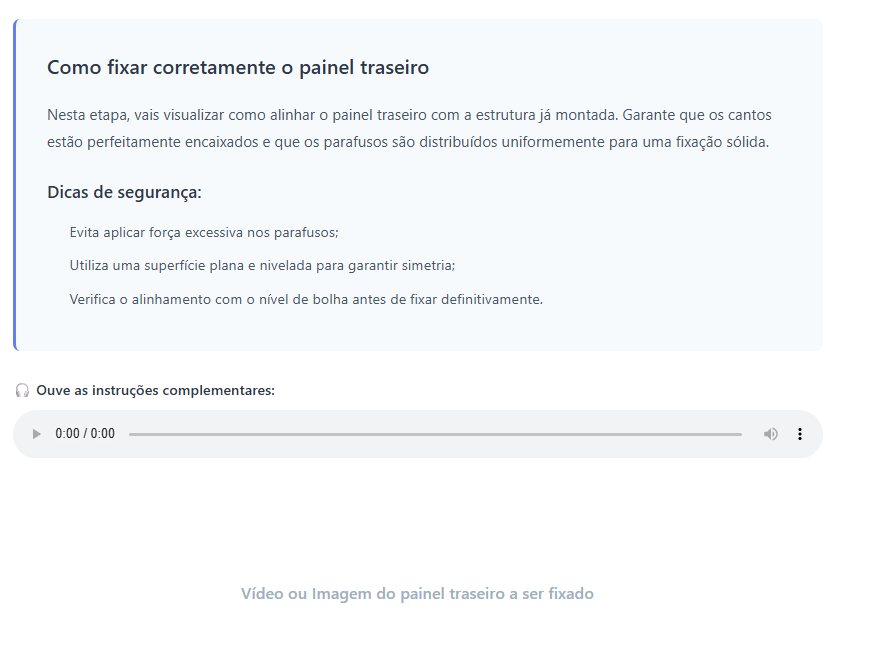 Como fixar corretamente o painel traseiro
Nesta etapa, vais visualizar como alinhar o painel traseiro com a estrutura já montada. Garante que os cantos
estão perfeitamente encaixados e que os parafusos são distribuídos uniformemente para uma fixação sólida.
Dicas de segurança:
Evita aplicar força excessiva nos parafusos;
Utiliza uma superfície plana e nivelada para garantir simetria;
Verifica o alinhamento com o nível de bolha antes de fixar definitivamente.
🎧 Ouve as instruções complementares:
0:00 / 0:00
Vídeo ou Imagem do painel traseiro a ser fixado